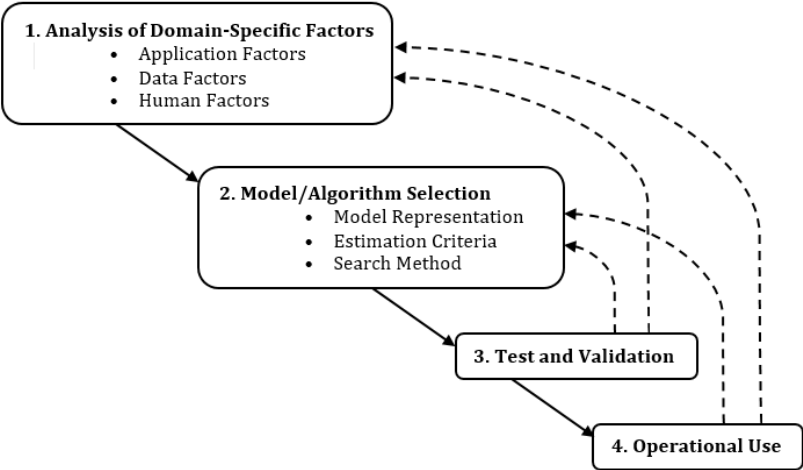 1. Analysis of Domain-Specific Factors
• Application Factors
• Data Factors
• Human Factors
2. Model/Algorithm Selection
• Model Representation
• Estimation Criteria
• Search Method
3. Test and Validation
4. Operational Use